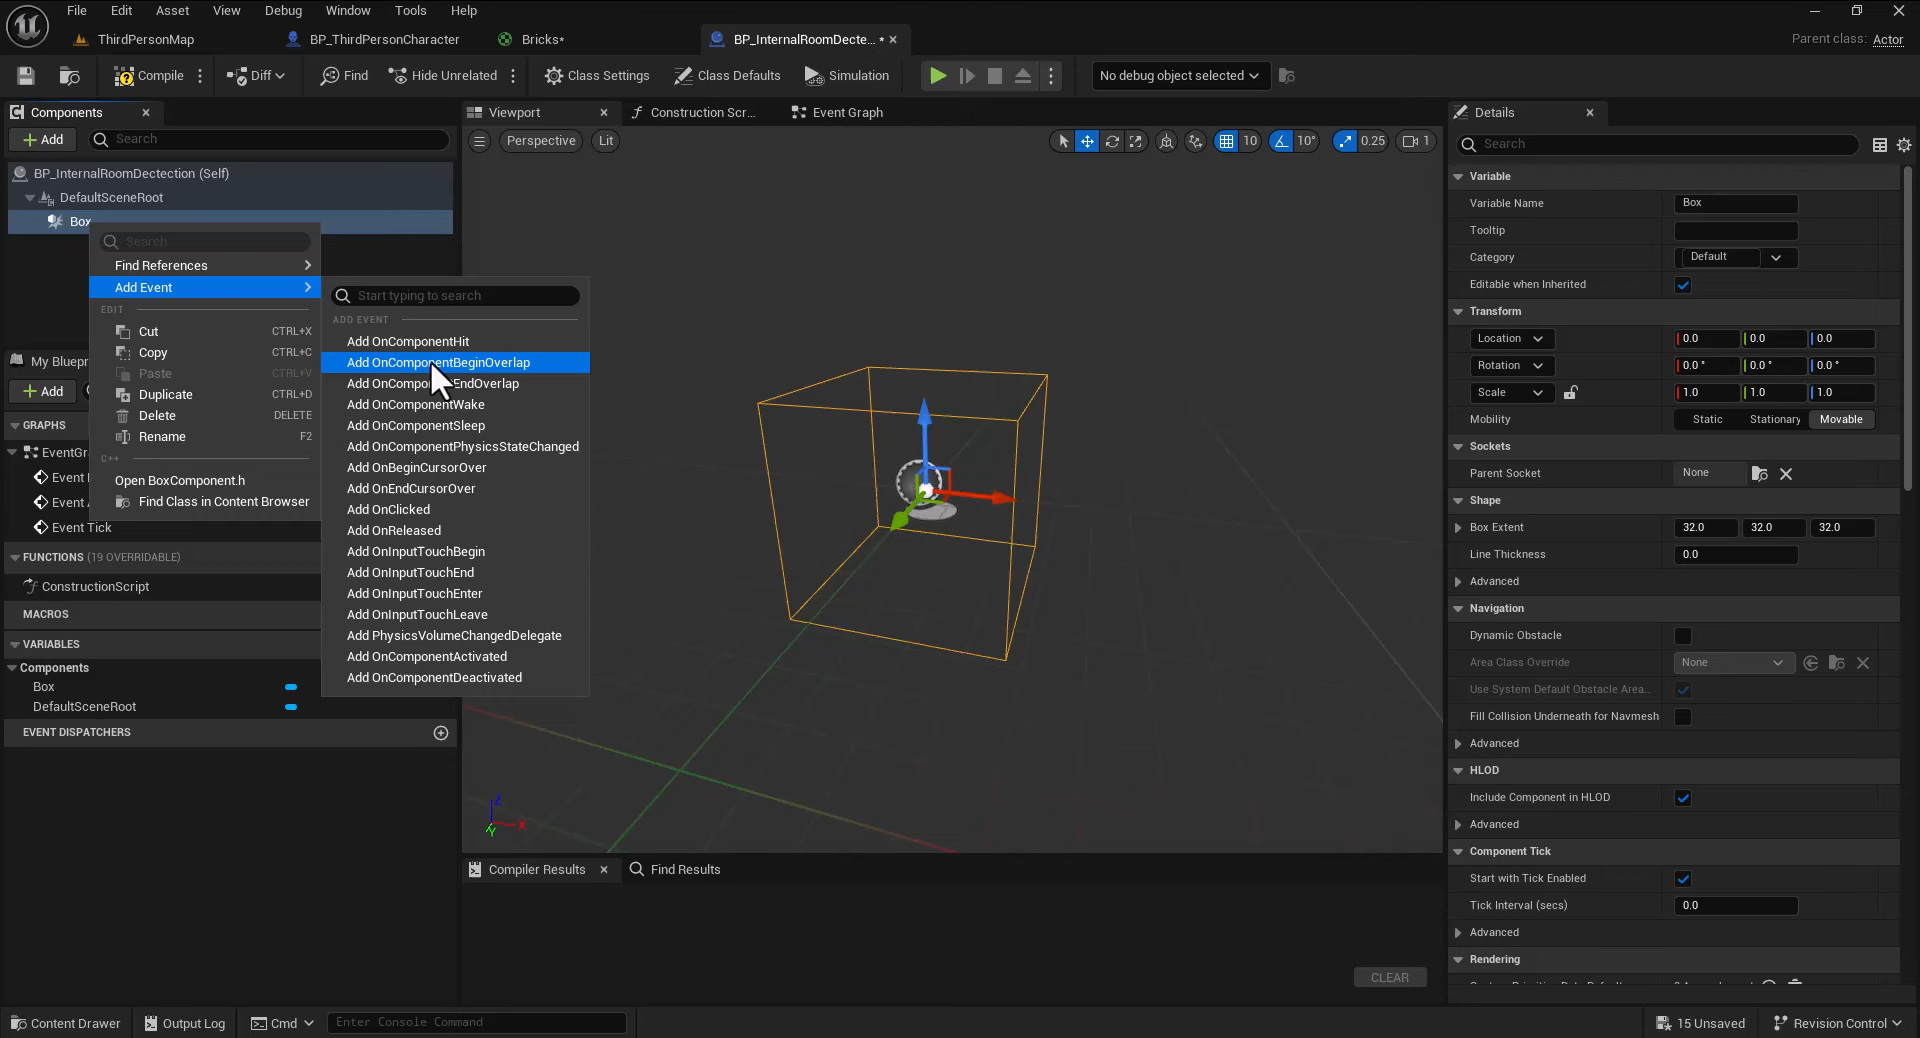 File Edit Asset View Debug Window Tools Help
ThirdPersonMap BP_ThirdPersonCharacter Bricks* BP_InternalRoomDecte... *
Parent class: Actor
Compile Diff Find Hide Unrelated Class Settings Class Defaults Simulation No debug object selected
Components
Add Search
BP_InternalRoomDectection (Self)
DefaultSceneRoot
Box
Search
Find References
Add Event
EDIT
Cut CTRL+X
Copy CTRL+C
Paste CTRL+V
Duplicate CTRL+D
Delete DELETE
Rename F2
C++
Open BoxComponent.h
Find Class in Content Browser
Start typing to search
ADD EVENT
Add OnComponentHit
Add OnComponentBeginOverlap
Add OnCom EndOverlap
Add OnComponentWake
Add OnComponentSleep
Add OnComponentPhysicsStateChanged
Add OnBeginCursorOver
Add OnEndCursorOver
Add OnClicked
Add OnReleased
Add OnInputTouchBegin
Add OnInputTouchEnd
Add OnInputTouchEnter
Add OnInputTouchLeave
Add PhysicsVolumeChangedDelegate
Add OnComponentActivated
Add OnComponentDeactivated
My Bluepr
Add
GRAPHS
EventGr
Event
Event
Event Tick
FUNCTIONS (19 OVERRIDABLE)
ConstructionScript
MACROS
VARIABLES
Components
Box
DefaultSceneRoot
EVENT DISPATCHERS
Viewport Construction Scr... Event Graph
Perspective Lit 10 10° 0.25 1
Z
X
Y
Compiler Results Find Results
CLEAR
Details
Search
Variable
Variable Name Box
Tooltip
Category Default
Editable when Inherited
Transform
Location 0.0 0.0 0.0
Rotation 0.0 ° 0.0 ° 0.0 °
Scale 1.0 1.0 1.0
Mobility Static Stationary Movable
Sockets
Parent Socket None
Shape
Box Extent 32.0 32.0 32.0
Line Thickness 0.0
Advanced
Navigation
Dynamic Obstacle
Area Class Override None
Use System Default Obstacle Area...
Fill Collision Underneath for Navmesh
Advanced
HLOD
Include Component in HLOD
Advanced
Component Tick
Start with Tick Enabled
Tick Interval (secs) 0.0
Advanced
Rendering
Content Drawer Output Log Cmd Enter Console Command 15 Unsaved Revision Control